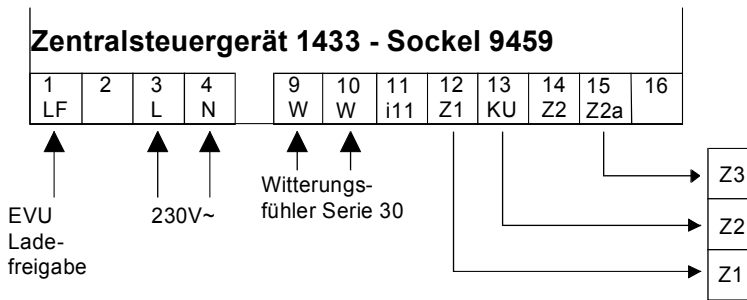 Zentralsteuergerät 1433 - Sockel 9459
1 2 3 4 9 10 11 12 13 14 15 16
LF L N W W i11 Z1 KU Z2 Z2a
EVU
Lade-
freigabe
230V~
Witterungs-
fühler Serie 30
Z3
Z2
Z1